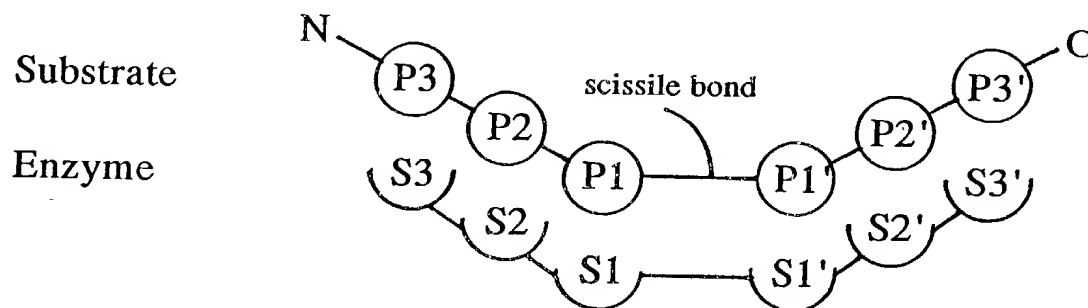 N
C
Substrate
P3
P2
P1
scissile bond
P1'
P2'
P3'
Enzyme
S3
S2
S1
S1'
S2'
S3'